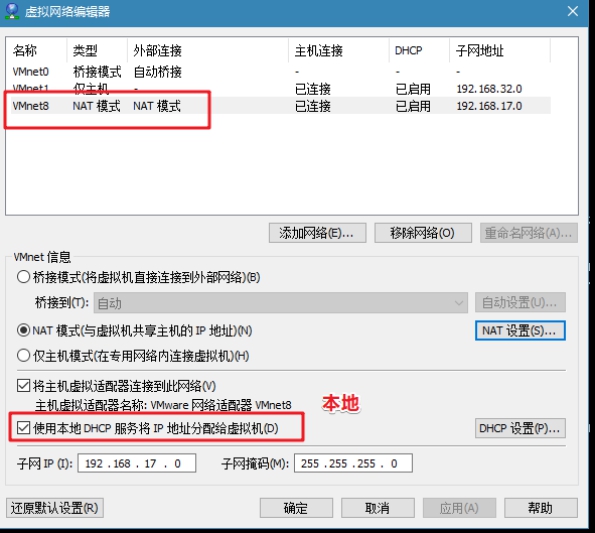 虚拟网络编辑器
名称 类型 外部连接 主机连接 DHCP 子网地址
VMnet0 桥接模式 自动桥接 - - -
VMnet1 仅主机... - 已连接 已启用 192.168.32.0
VMnet8 NAT 模式 NAT 模式 已连接 已启用 192.168.17.0
添加网络(E)... 移除网络(O) 重命名网络(A)...
VMnet 信息
桥接模式(将虚拟机直接连接到外部网络)(B)
桥接到(T): 自动 自动设置(U)...
NAT 模式(与虚拟机共享主机的 IP 地址)(N) NAT 设置(S)...
仅主机模式(在专用网络内连接虚拟机)(H)
将主机虚拟适配器连接到此网络(V)
主机虚拟适配器名称: VMware 网络适配器 VMnet8
本地
使用本地 DHCP 服务将 IP 地址分配给虚拟机(D) DHCP 设置(P)...
子网 IP (I): 192 . 168 . 17 . 0 子网掩码(M): 255 . 255 . 255 . 0
还原默认设置(R) 确定 取消 应用(A) 帮助